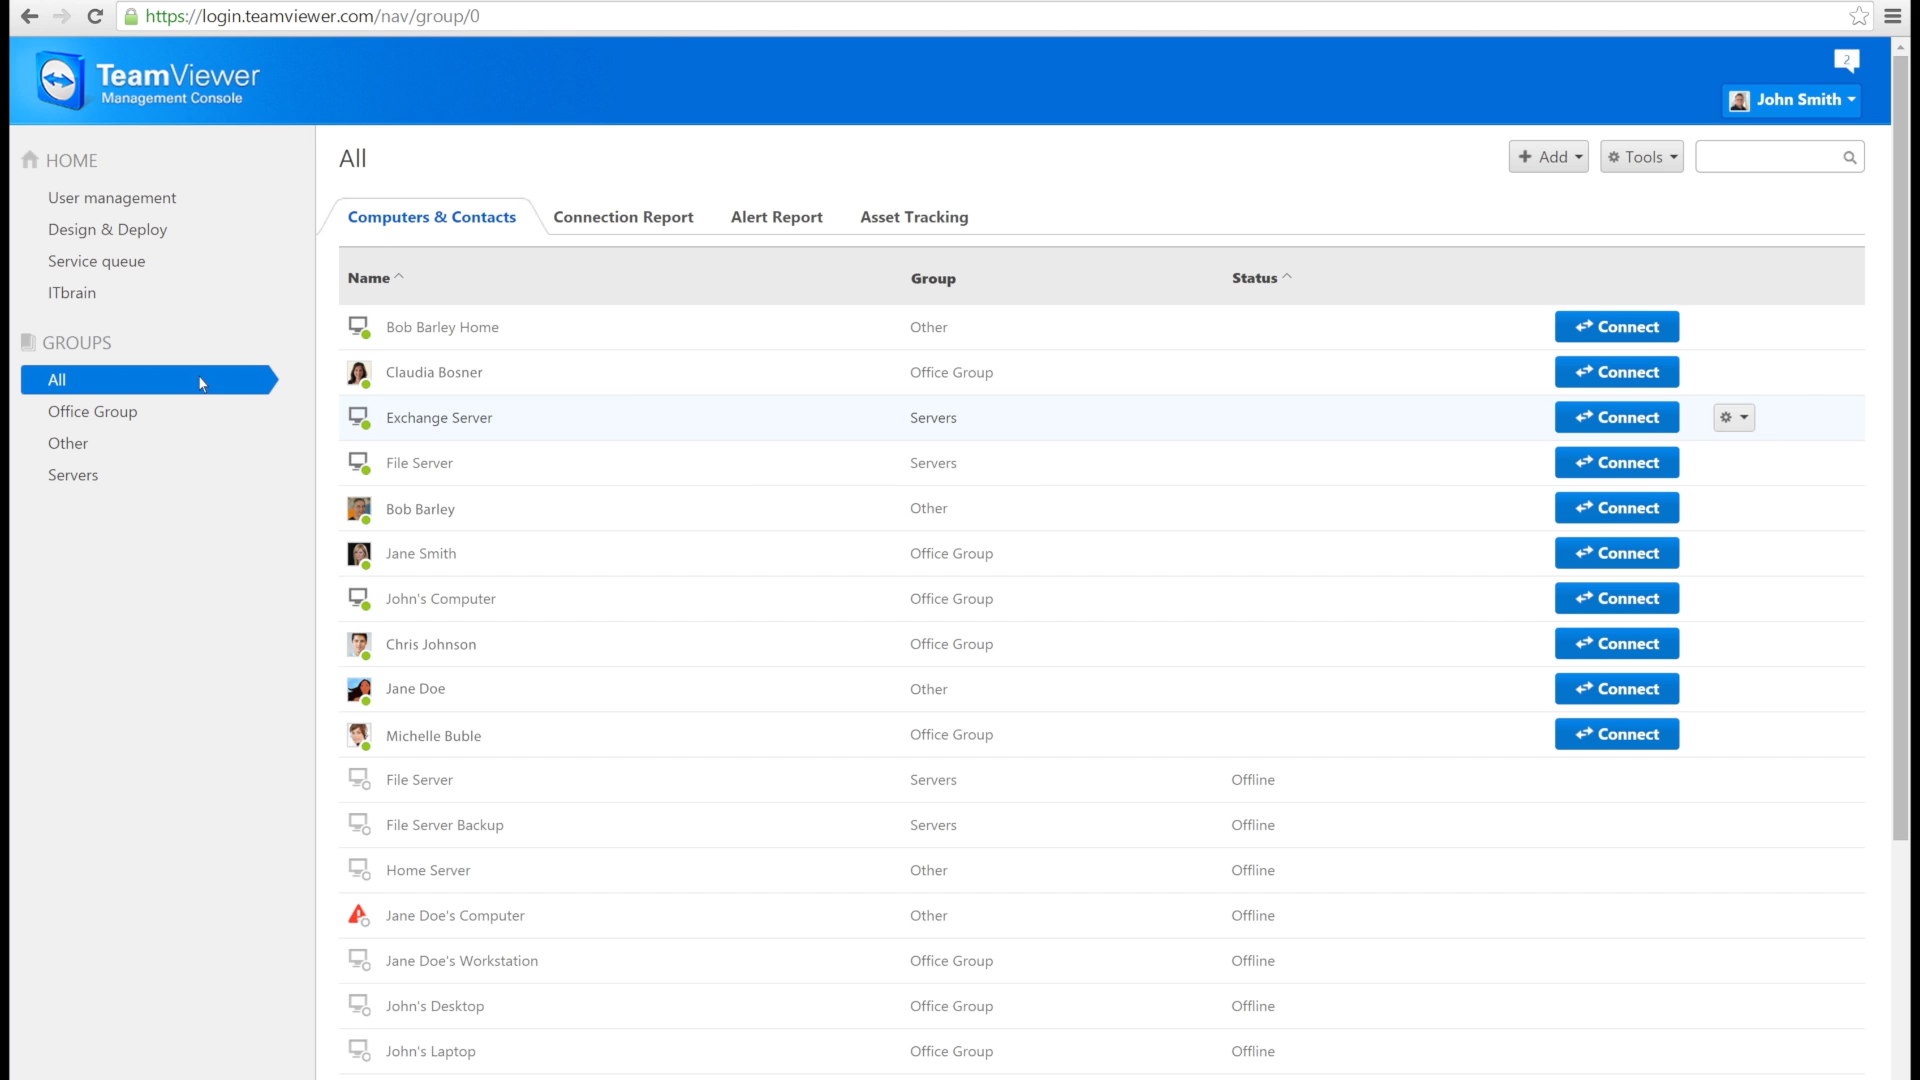 https://login.teamviewer.com/nav/group/0
TeamViewer
Management Console
2
John Smith
HOME
User management
Design & Deploy
Service queue
ITbrain
GROUPS
All
Office Group
Other
Servers
All
Add
Tools
Computers & Contacts Connection Report Alert Report Asset Tracking
Name Group Status
Bob Barley Home Other Connect
Claudia Bosner Office Group Connect
Exchange Server Servers Connect
File Server Servers Connect
Bob Barley Other Connect
Jane Smith Office Group Connect
John's Computer Office Group Connect
Chris Johnson Office Group Connect
Jane Doe Other Connect
Michelle Buble Office Group Connect
File Server Servers Offline
File Server Backup Servers Offline
Home Server Other Offline
Jane Doe's Computer Other Offline
Jane Doe's Workstation Office Group Offline
John's Desktop Office Group Offline
John's Laptop Office Group Offline